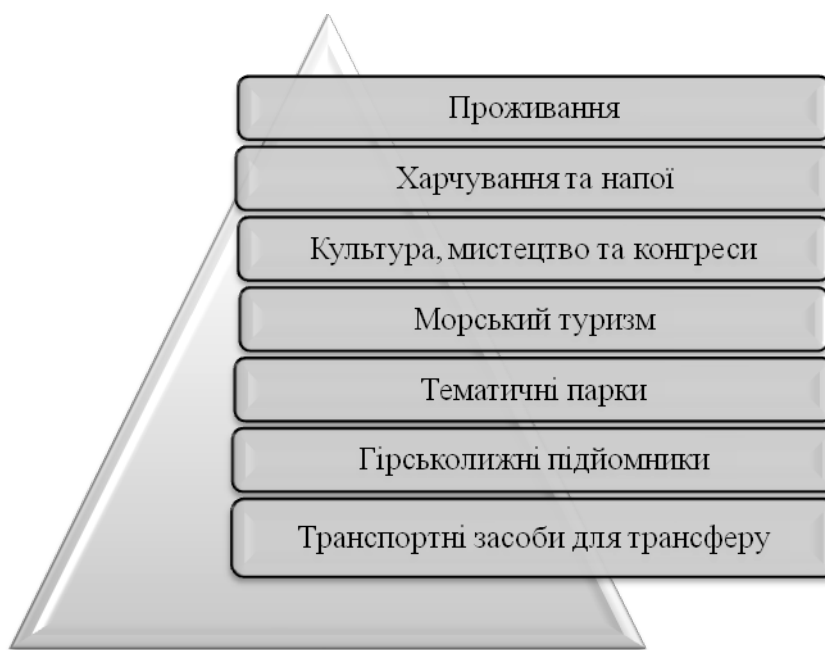 Проживання
Харчування та напої
Культура, мистецтво та конгреси
Морський туризм
Тематичні парки
Гірськолижні підйомники
Транспортні засоби для трансферу